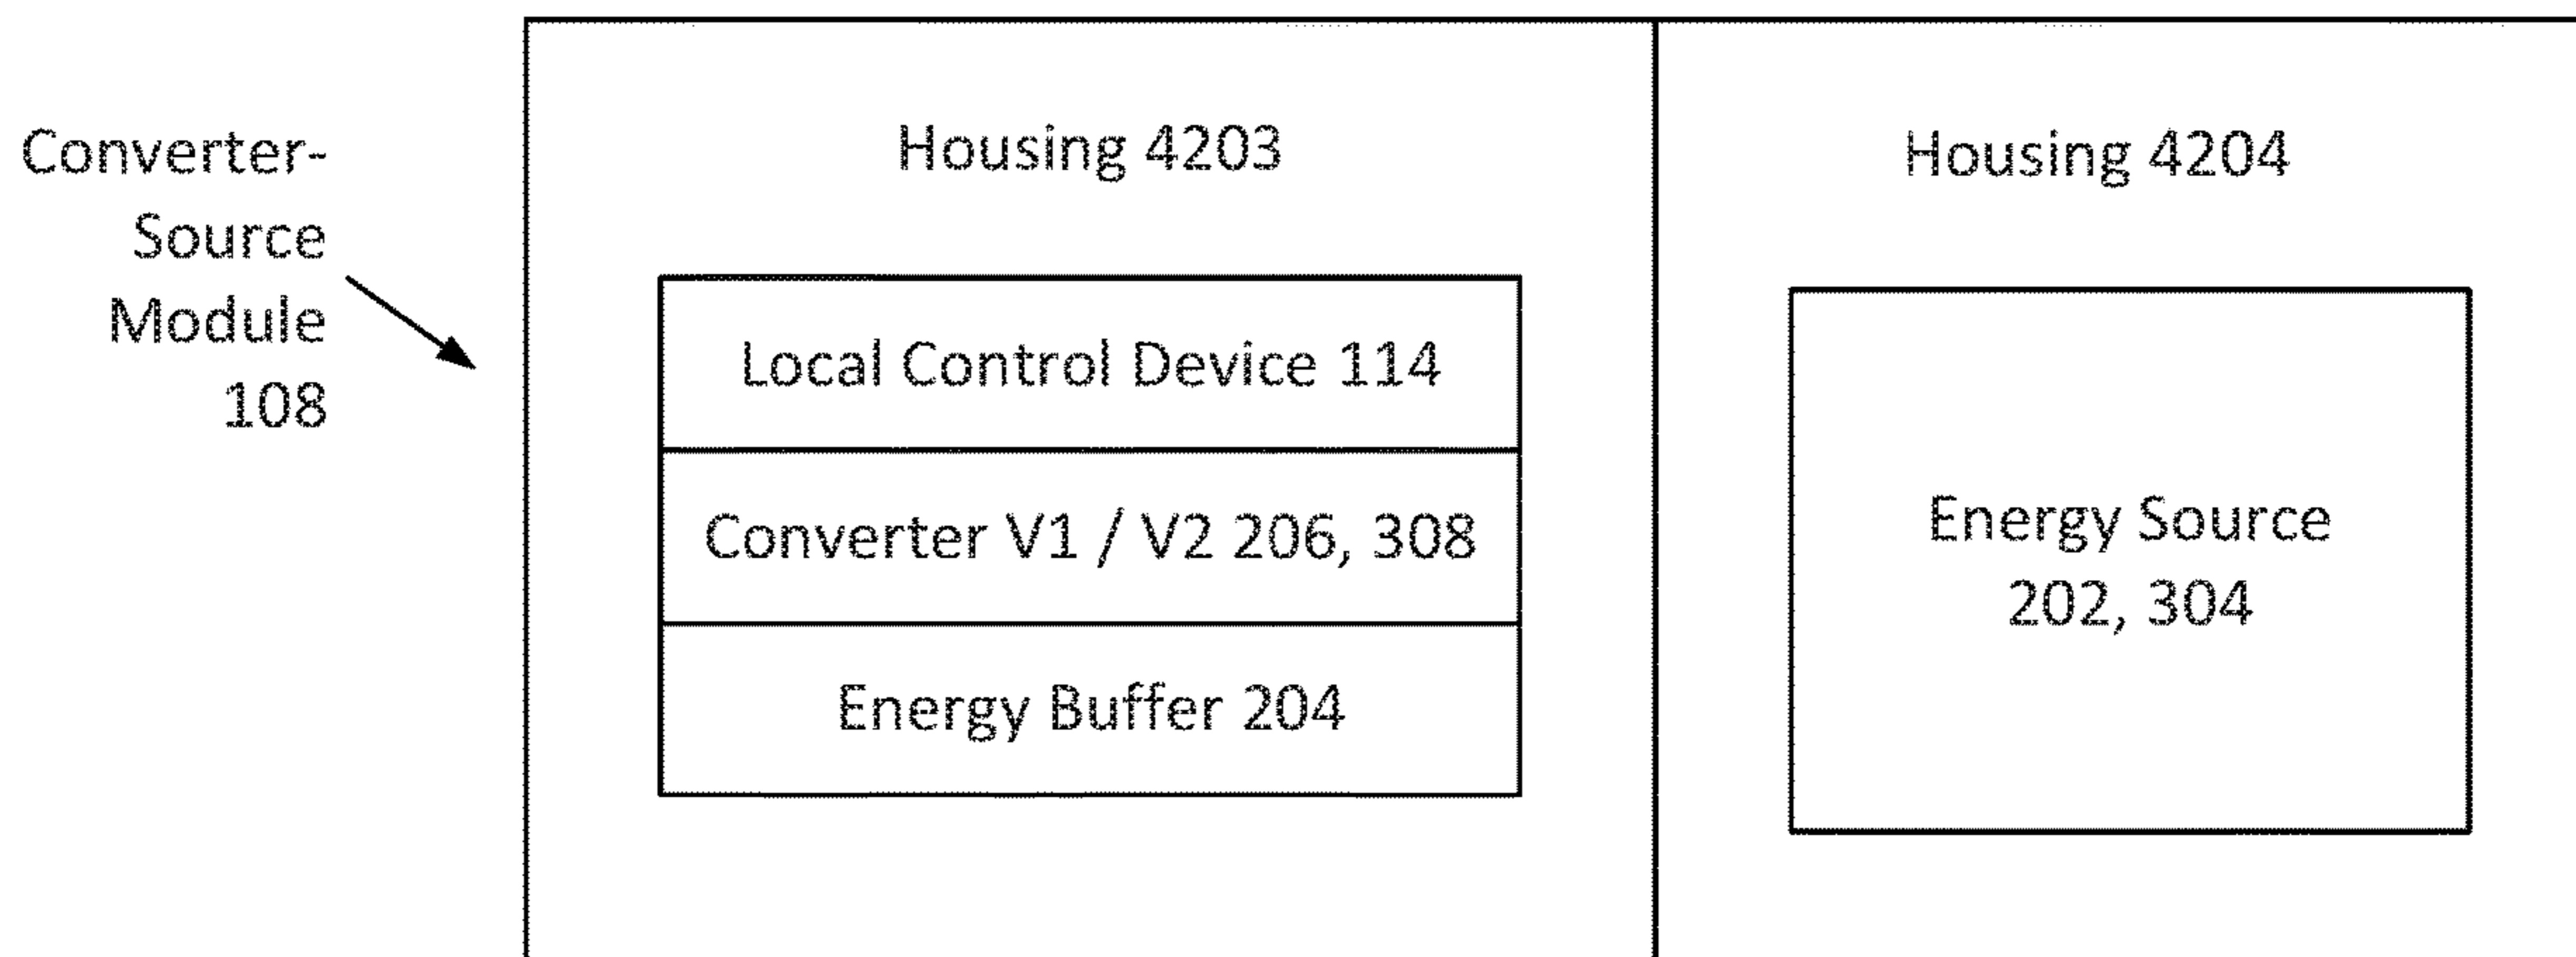 Converter-
Source
Module
108
Housing 4203
Local Control Device 114
Converter V1 / V2 206, 308
Energy Buffer 204
Housing 4204
Energy Source
202, 304